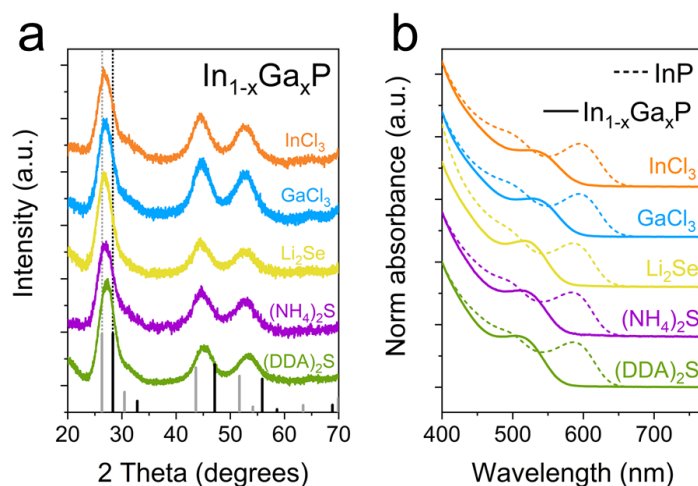 a
In₁₋ₓGaₓP
InCl₃
GaCl₃
Li₂Se
(NH₄)₂S
(DDA)₂S
Intensity (a.u.)
20 30 40 50 60 70
2 Theta (degrees)
b
InP
In₁₋ₓGaₓP
InCl₃
GaCl₃
Li₂Se
(NH₄)₂S
(DDA)₂S
Norm absorbance (a.u.)
400 500 600 700
Wavelength (nm)